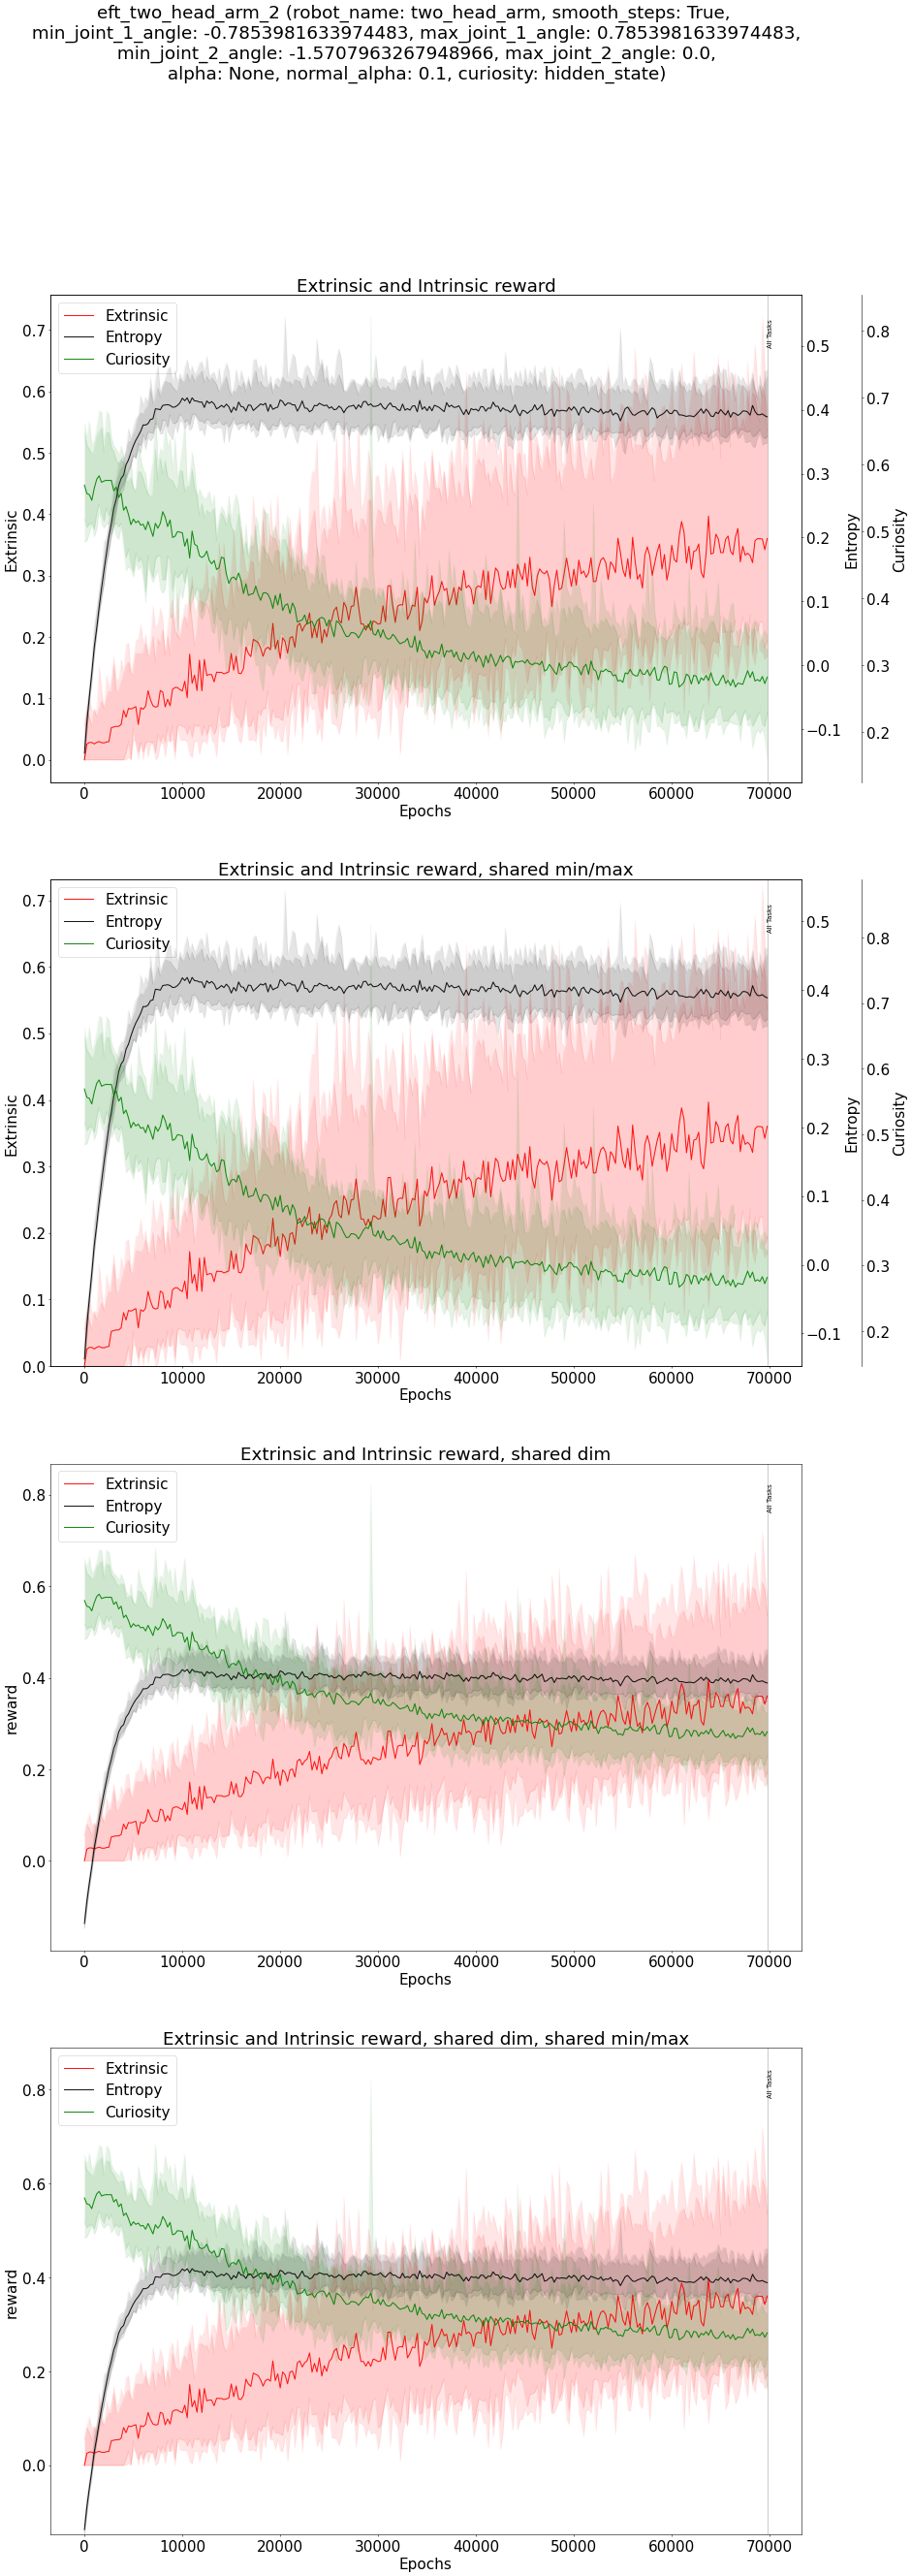 eft_two_head_arm_2 (robot_name: two_head_arm, smooth_steps: True,
min_joint_1_angle: -0.7853981633974483, max_joint_1_angle: 0.7853981633974483,
min_joint_2_angle: -1.5707963267948966, max_joint_2_angle: 0.0,
alpha: None, normal_alpha: 0.1, curiosity: hidden_state)
Extrinsic and Intrinsic reward
Extrinsic
Entropy
Curiosity
All Tasks
0.7
0.6
0.5
0.4
0.3
0.2
0.1
0.0
Extrinsic
0.5
0.4
0.3
0.2
0.1
0.0
−0.1
Entropy
0.8
0.7
0.6
0.5
0.4
0.3
0.2
Curiosity
0 10000 20000 30000 40000 50000 60000 70000
Epochs
Extrinsic and Intrinsic reward, shared min/max
Extrinsic
Entropy
Curiosity
All Tasks
0.7
0.6
0.5
0.4
0.3
0.2
0.1
0.0
Extrinsic
0.5
0.4
0.3
0.2
0.1
0.0
−0.1
Entropy
0.8
0.7
0.6
0.5
0.4
0.3
0.2
Curiosity
0 10000 20000 30000 40000 50000 60000 70000
Epochs
Extrinsic and Intrinsic reward, shared dim
Extrinsic
Entropy
Curiosity
All Tasks
0.8
0.6
0.4
0.2
0.0
reward
0 10000 20000 30000 40000 50000 60000 70000
Epochs
Extrinsic and Intrinsic reward, shared dim, shared min/max
Extrinsic
Entropy
Curiosity
All Tasks
0.8
0.6
0.4
0.2
0.0
reward
0 10000 20000 30000 40000 50000 60000 70000
Epochs